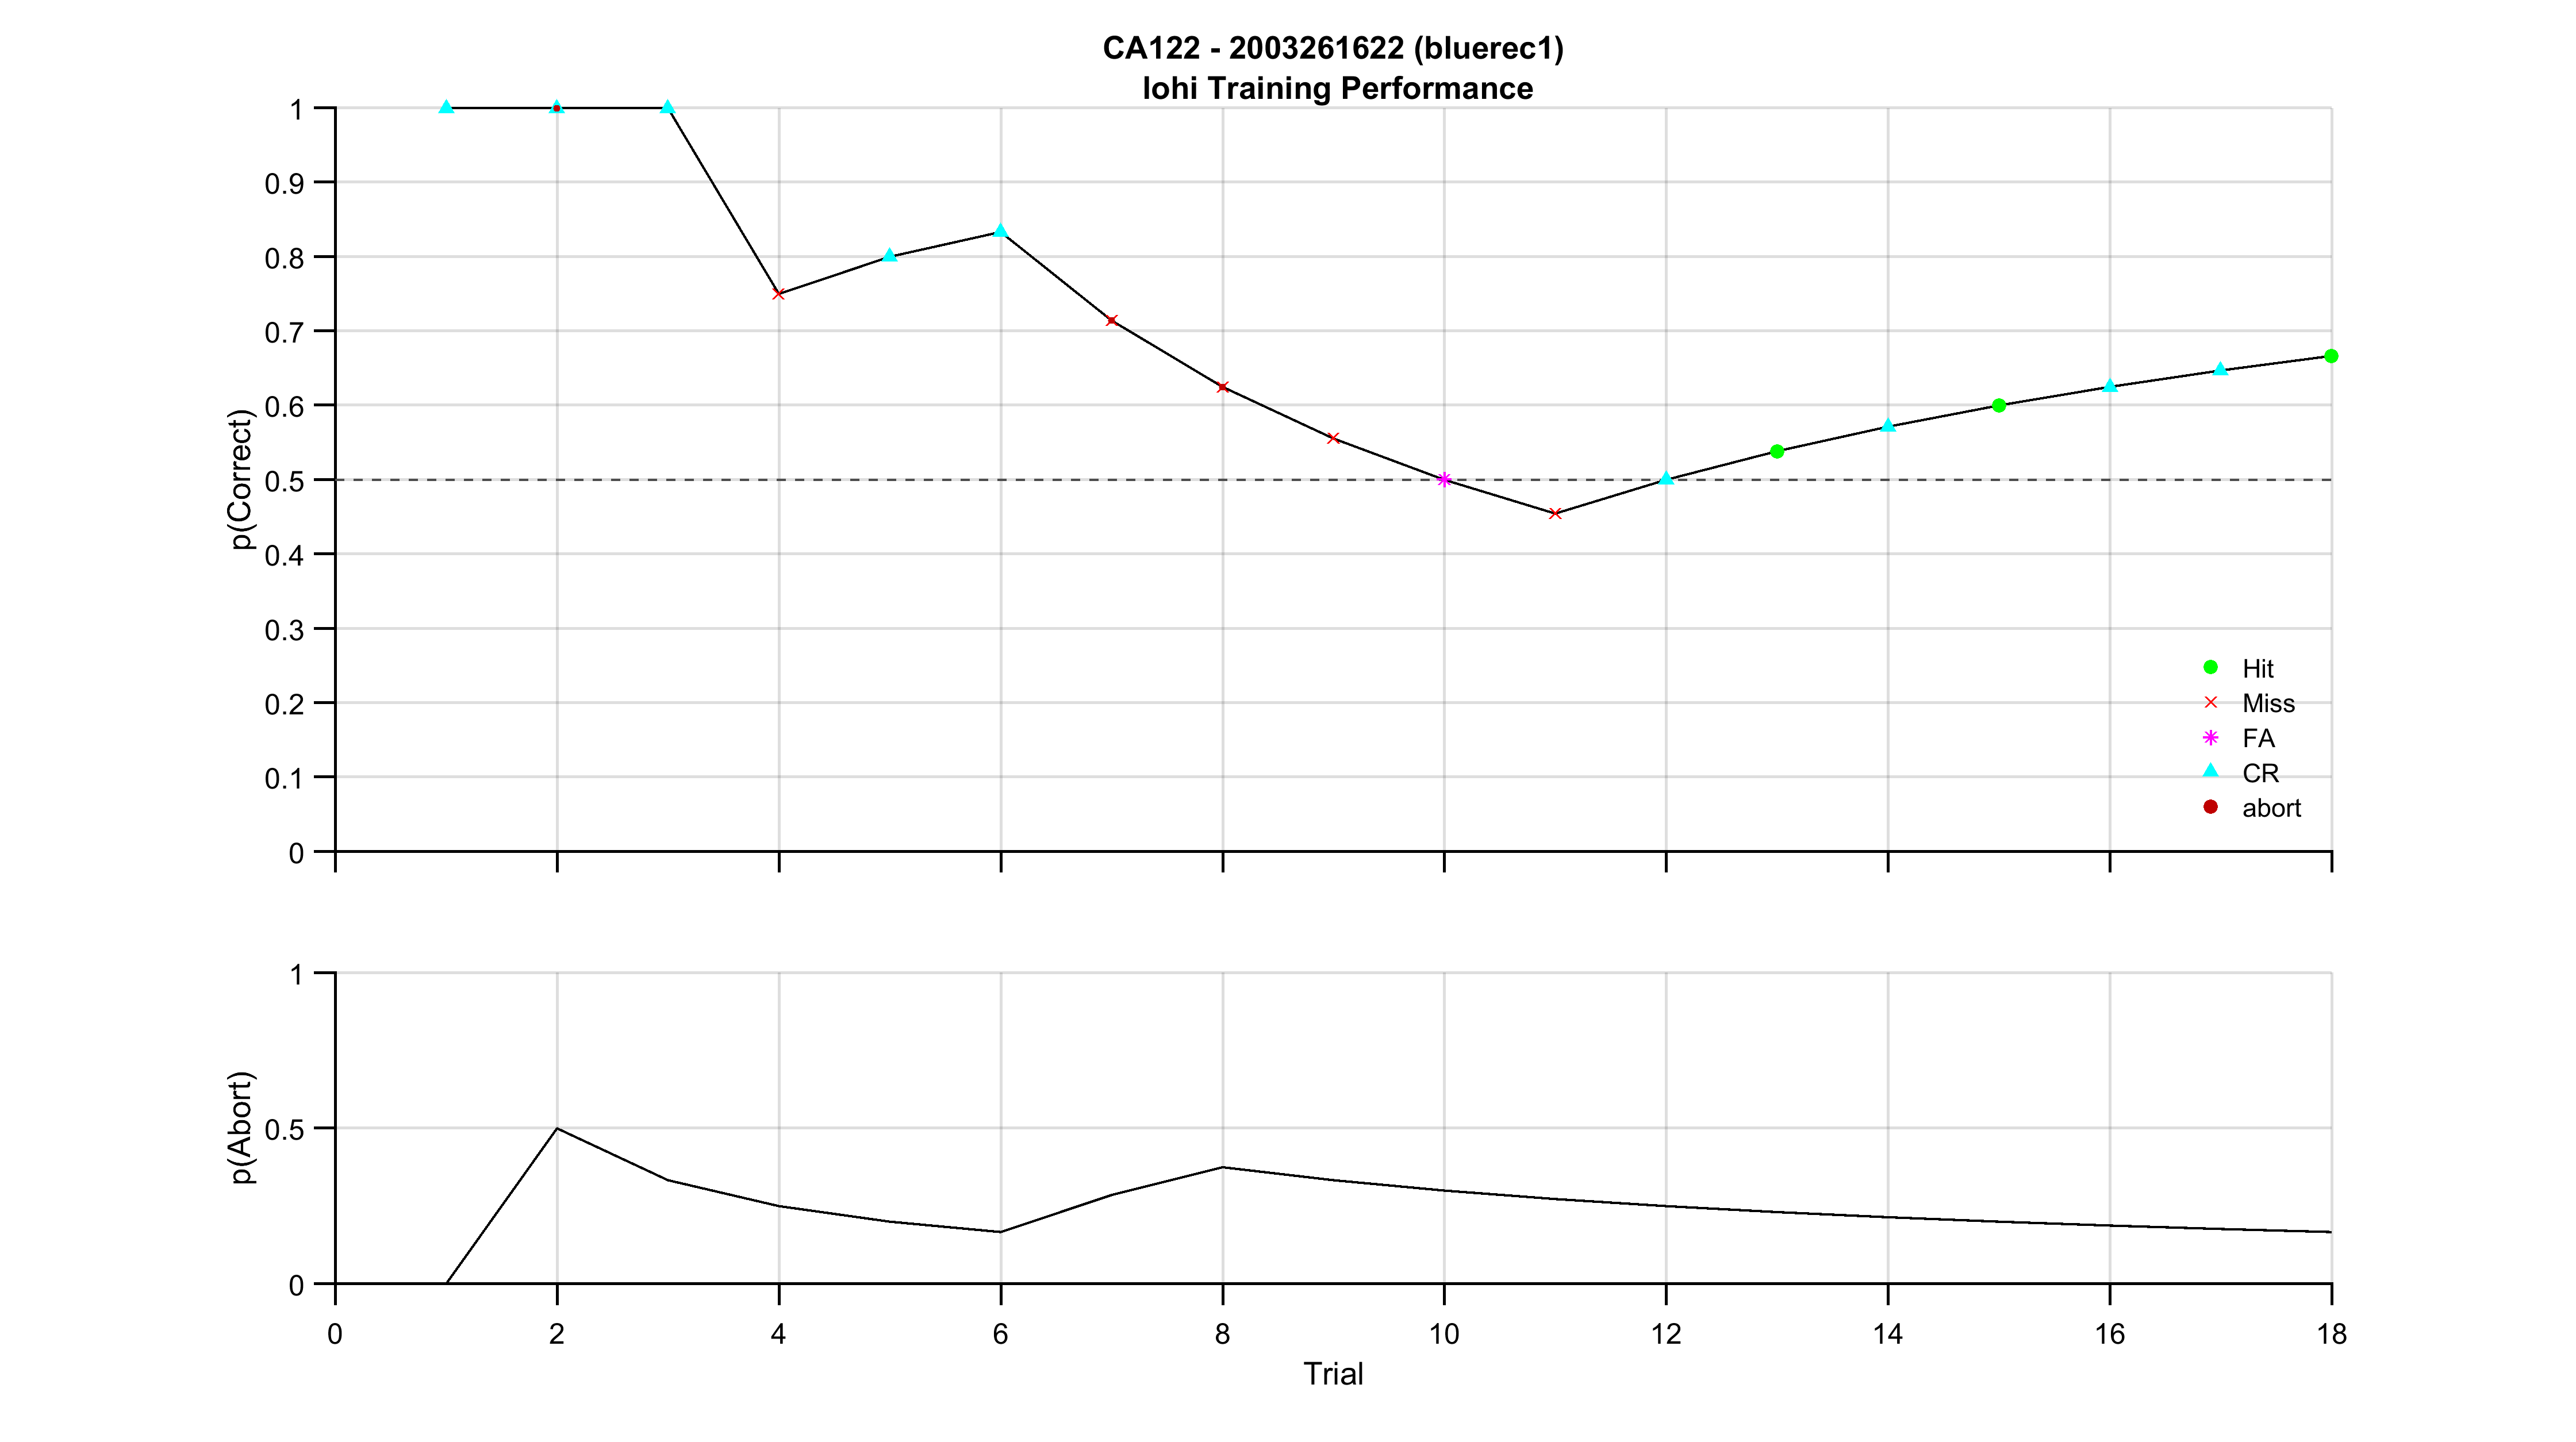 CA122 - 2003261622 (bluerec1)
lohi Training Performance
1
0.9
0.8
0.7
0.6
0.5
0.4
0.3
0.2
0.1
0
p(Correct)
Hit
Miss
FA
CR
abort
1
0.5
0
p(Abort)
0 2 4 6 8 10 12 14 16 18
Trial